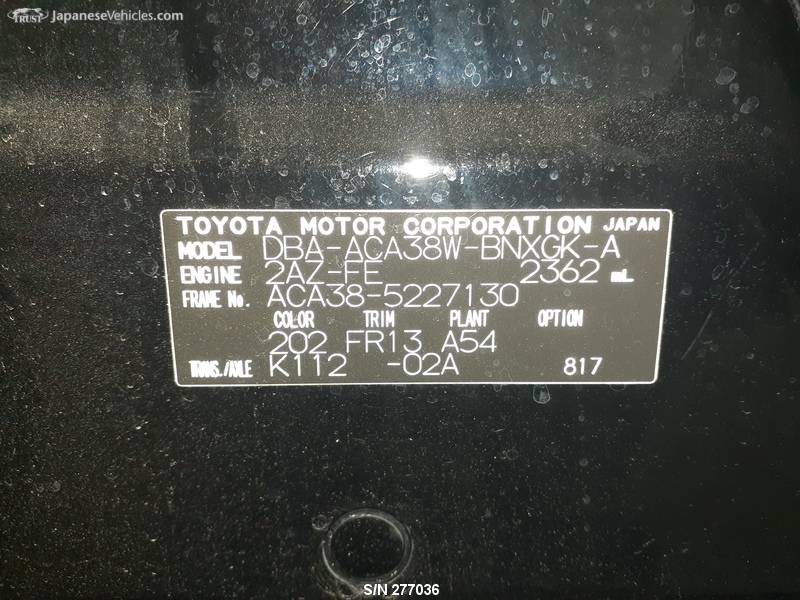 TRUST JapaneseVehicles.com
TOYOTA MOTOR CORPORATION JAPAN
MODEL DBA-ACA38W-BNXGK-A
ENGINE 2AZ-FE 2362 mL
FRAME No. ACA38-5227130
COLOR TRIM PLANT OPTION
202 FR13 A54
TRANS./AXLE K112 -02A 817
S/N 277036